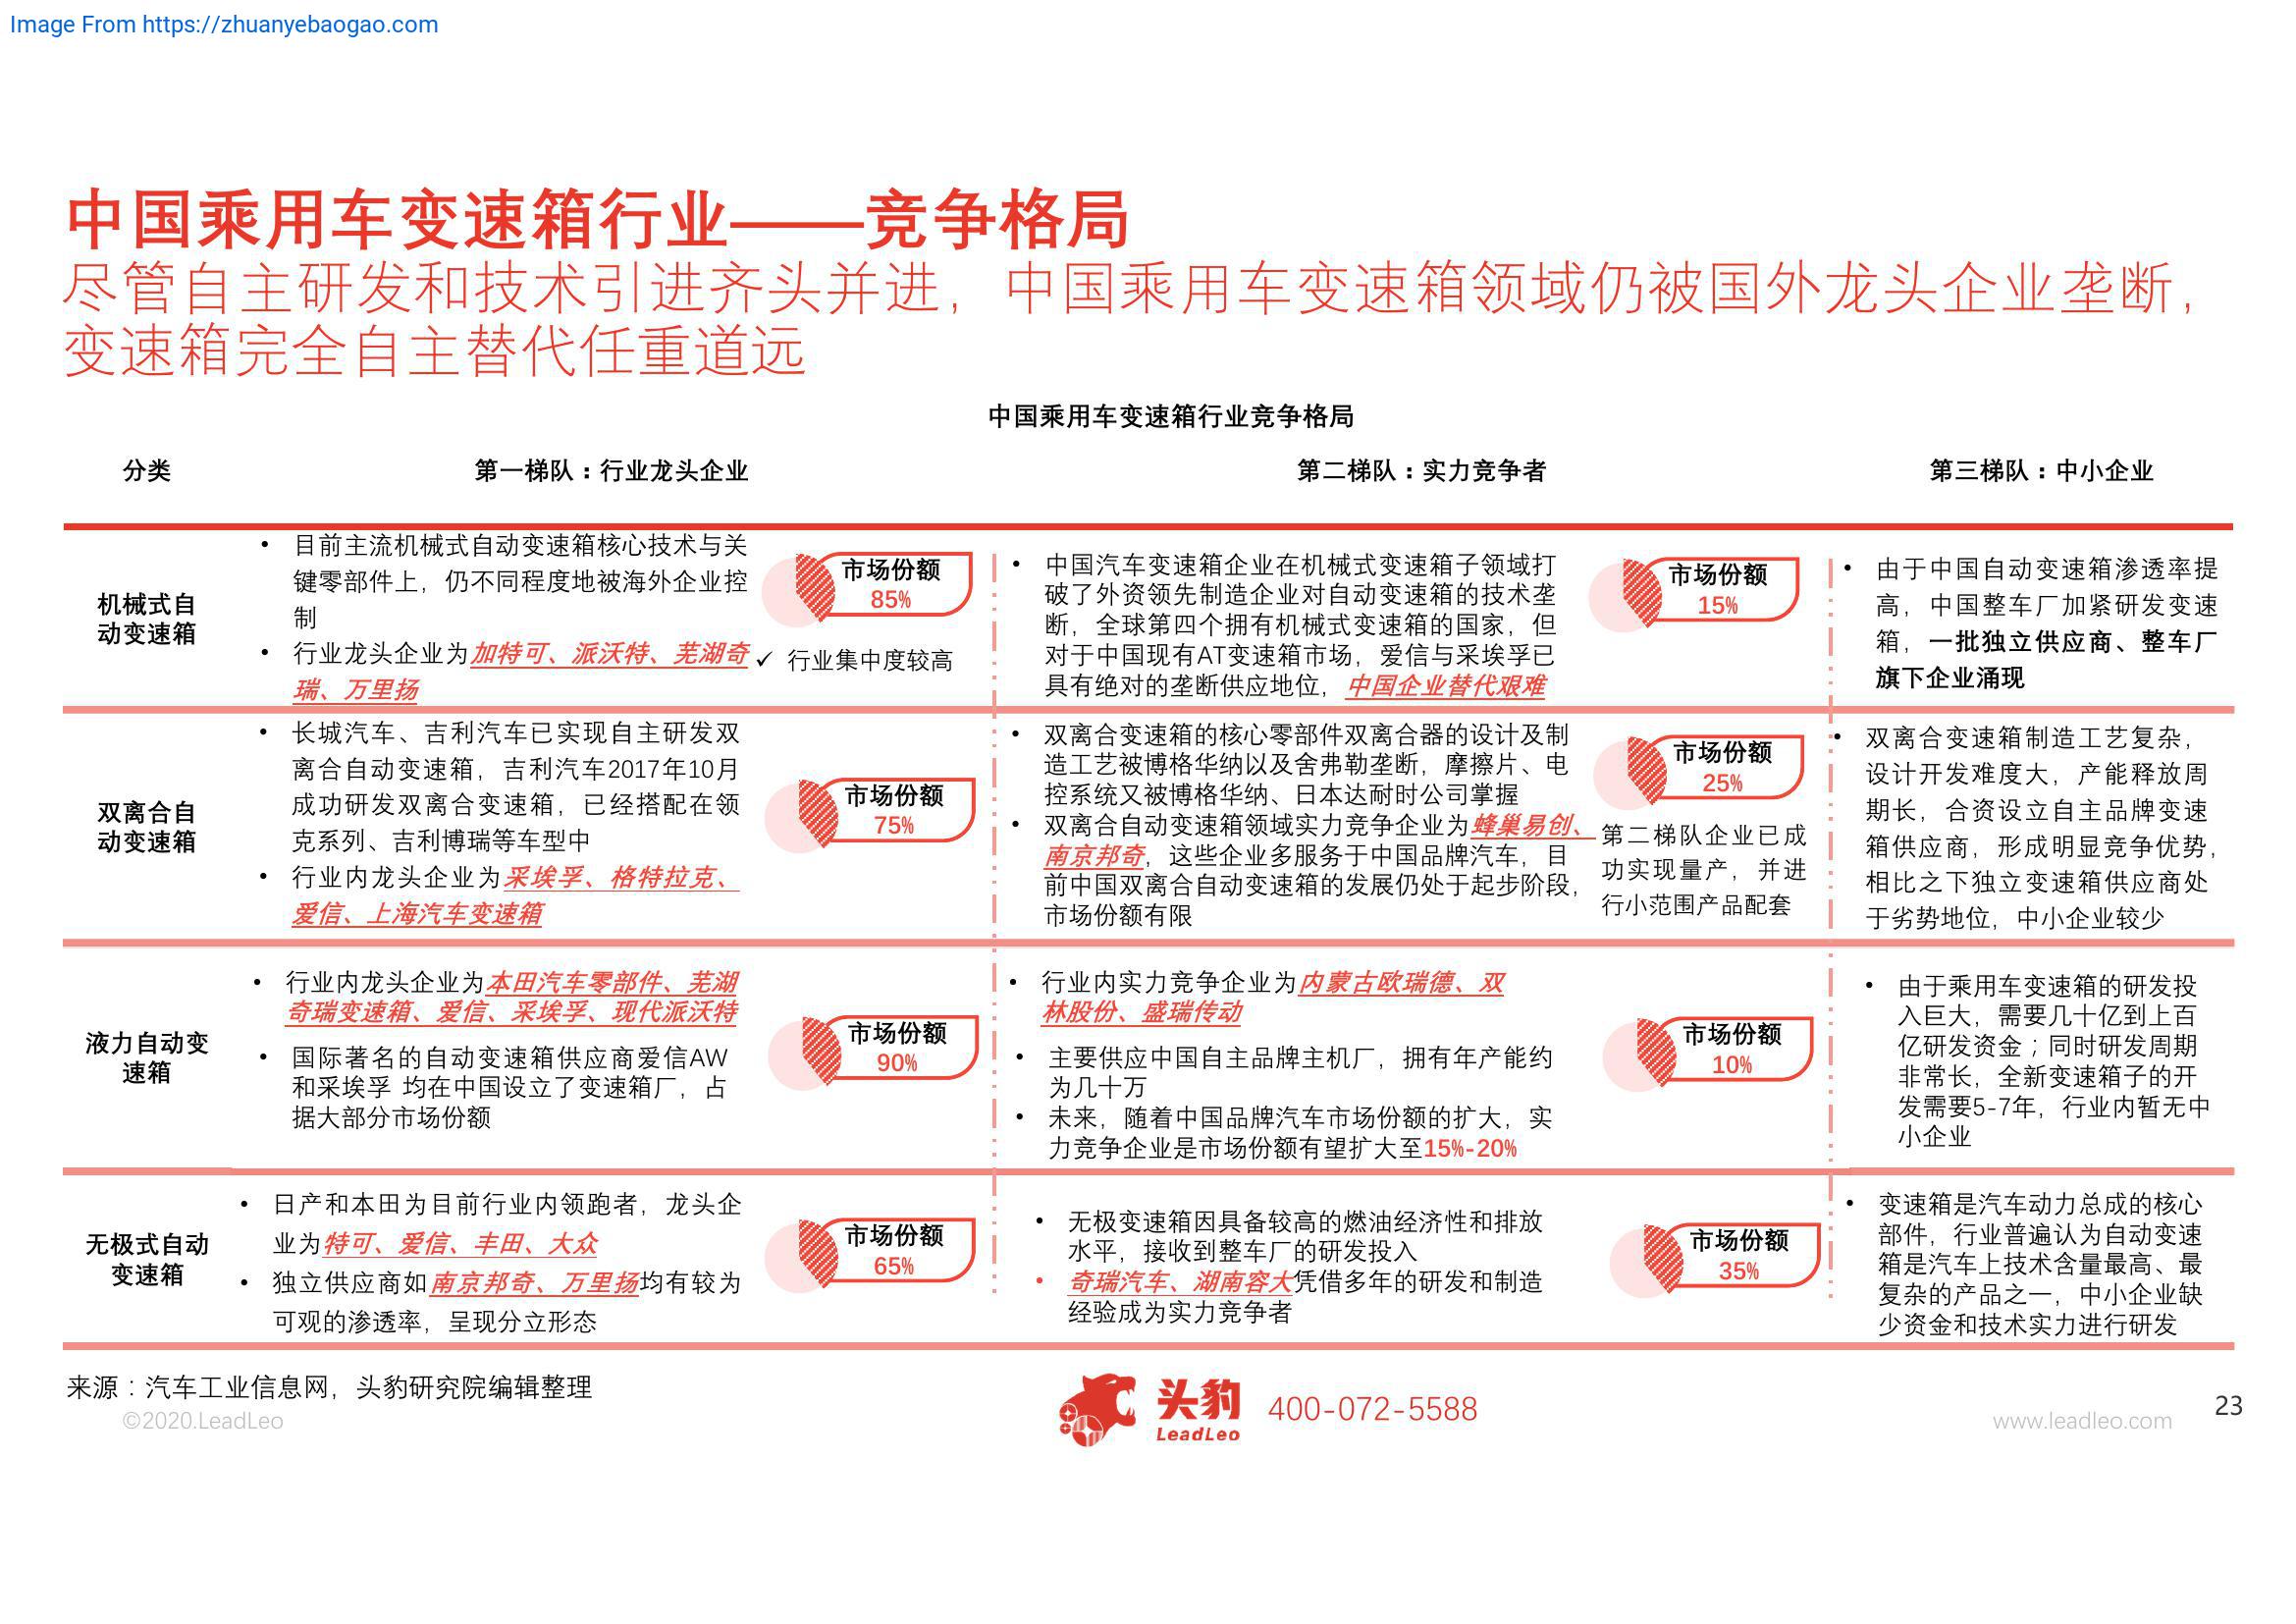 Image From https://zhuanyebaogao.com
中国乘用车变速箱行业——竞争格局
尽管自主研发和技术引进齐头并进，中国乘用车变速箱领域仍被国外龙头企业垄断，
变速箱完全自主替代任重道远
中国乘用车变速箱行业竞争格局
分类
第一梯队：行业龙头企业
第二梯队：实力竞争者
第三梯队：中小企业
机械式自
动变速箱
• 目前主流机械式自动变速箱核心技术与关
键零部件上，仍不同程度地被海外企业控
制
• 行业龙头企业为加特可、派沃特、芜湖奇
瑞、万里扬
市场份额
85%
✓ 行业集中度较高
• 中国汽车变速箱企业在机械式变速箱子领域打
破了外资领先制造企业对自动变速箱的技术垄
断，全球第四个拥有机械式变速箱的国家，但
对于中国现有AT变速箱市场，爱信与采埃孚已
具有绝对的垄断供应地位，中国企业替代艰难
市场份额
15%
• 由于中国自动变速箱渗透率提
高，中国整车厂加紧研发变速
箱，一批独立供应商、整车厂
旗下企业涌现
双离合自
动变速箱
• 长城汽车、吉利汽车已实现自主研发双
离合自动变速箱，吉利汽车2017年10月
成功研发双离合变速箱，已经搭配在领
克系列、吉利博瑞等车型中
• 行业内龙头企业为采埃孚、格特拉克、
爱信、上海汽车变速箱
市场份额
75%
• 双离合变速箱的核心零部件双离合器的设计及制
造工艺被博格华纳以及舍弗勒垄断，摩擦片、电
控系统又被博格华纳、日本达耐时公司掌握
• 双离合自动变速箱领域实力竞争企业为蜂巢易创、
南京邦奇，这些企业多服务于中国品牌汽车，目
前中国双离合自动变速箱的发展仍处于起步阶段，
市场份额有限
市场份额
25%
第二梯队企业已成
功实现量产，并进
行小范围产品配套
• 双离合变速箱制造工艺复杂，
设计开发难度大，产能释放周
期长，合资设立自主品牌变速
箱供应商，形成明显竞争优势，
相比之下独立变速箱供应商处
于劣势地位，中小企业较少
液力自动变
速箱
• 行业内龙头企业为本田汽车零部件、芜湖
奇瑞变速箱、爱信、采埃孚、现代派沃特
• 国际著名的自动变速箱供应商爱信AW
和采埃孚 均在中国设立了变速箱厂，占
据大部分市场份额
市场份额
90%
• 行业内实力竞争企业为内蒙古欧瑞德、双
林股份、盛瑞传动
• 主要供应中国自主品牌主机厂，拥有年产能约
为几十万
• 未来，随着中国品牌汽车市场份额的扩大，实
力竞争企业是市场份额有望扩大至15%-20%
市场份额
10%
• 由于乘用车变速箱的研发投
入巨大，需要几十亿到上百
亿研发资金；同时研发周期
非常长，全新变速箱子的开
发需要5-7年，行业内暂无中
小企业
无极式自动
变速箱
• 日产和本田为目前行业内领跑者，龙头企
业为特可、爱信、丰田、大众
• 独立供应商如南京邦奇、万里扬均有较为
可观的渗透率，呈现分立形态
市场份额
65%
• 无极变速箱因具备较高的燃油经济性和排放
水平，接收到整车厂的研发投入
• 奇瑞汽车、湖南容大凭借多年的研发和制造
经验成为实力竞争者
市场份额
35%
• 变速箱是汽车动力总成的核心
部件，行业普遍认为自动变速
箱是汽车上技术含量最高、最
复杂的产品之一，中小企业缺
少资金和技术实力进行研发
来源：汽车工业信息网，头豹研究院编辑整理
©2020.LeadLeo
头豹
LeadLeo
400-072-5588
www.leadleo.com
23